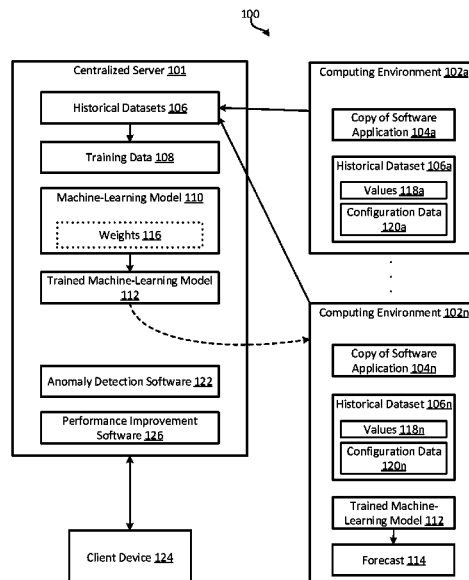 100
Centralized Server 101
Historical Datasets 106
Training Data 108
Machine-Learning Model 110
Weights 116
Trained Machine-Learning Model
112
Anomaly Detection Software 122
Performance Improvement
Software 126
Client Device 124
Computing Environment 102a
Copy of Software
Application 104a
Historical Dataset 106a
Values 118a
Configuration Data
120a
. . .
Computing Environment 102n
Copy of Software
Application 104n
Historical Dataset 106n
Values 118n
Configuration Data
120n
Trained Machine-
Learning Model 112
Forecast 114